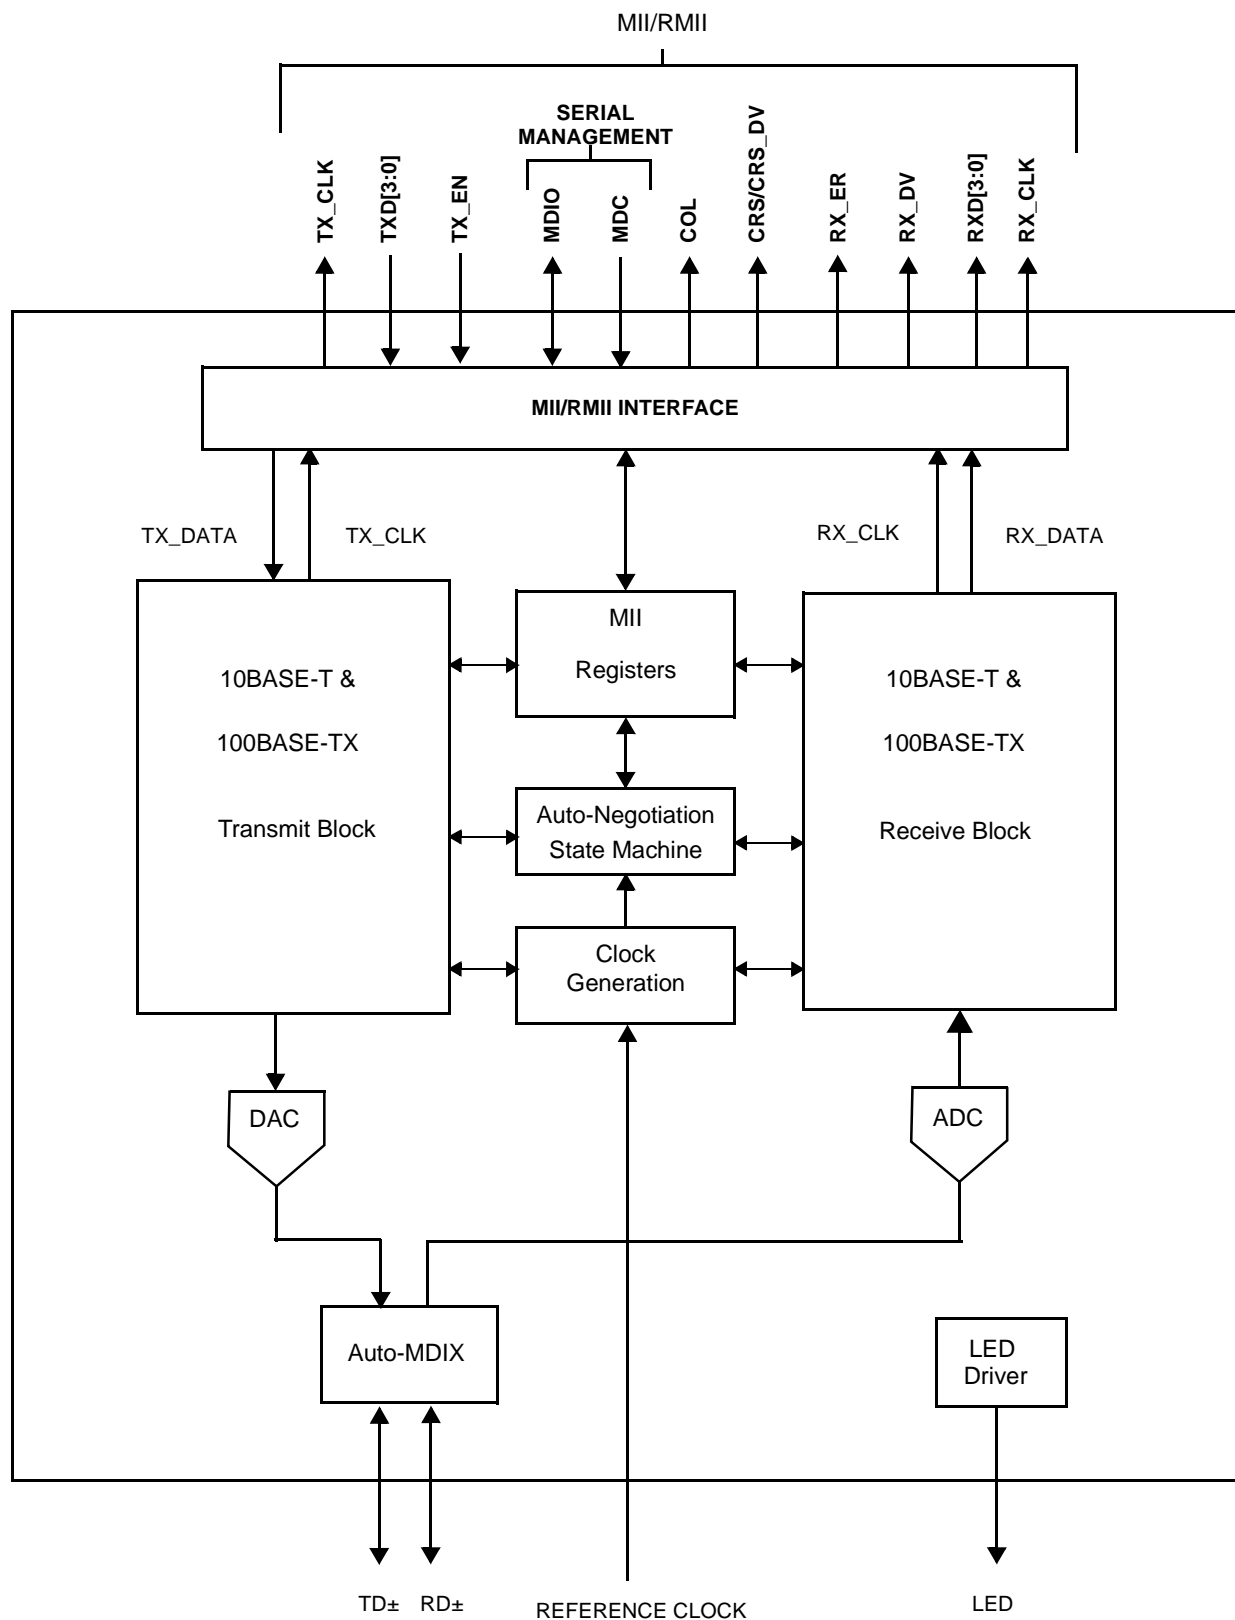 MII/RMII
SERIAL
MANAGEMENT
TX_CLK
TXD[3:0]
TX_EN
MDIO
MDC
COL
CRS/CRS_DV
RX_ER
RX_DV
RXD[3:0]
RX_CLK
MII/RMII INTERFACE
TX_DATA
TX_CLK
RX_CLK
RX_DATA
10BASE-T &
100BASE-TX
Transmit Block
MII
Registers
Auto-Negotiation
State Machine
Clock
Generation
10BASE-T &
100BASE-TX
Receive Block
DAC
ADC
Auto-MDIX
LED
Driver
TD±
RD±
REFERENCE CLOCK
LED